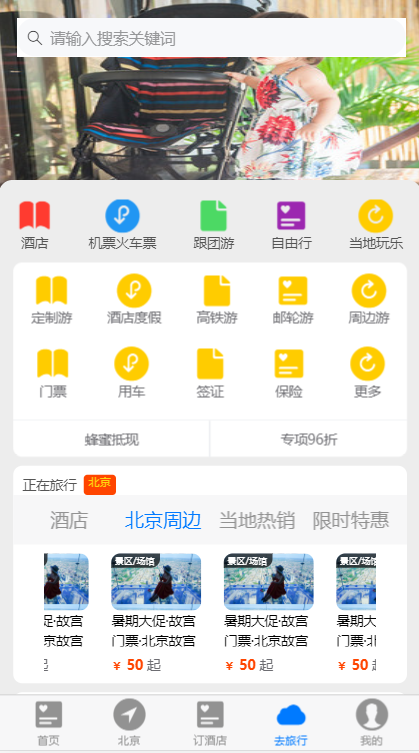 请输入搜索关键词
酒店 机票火车票 跟团游 自由行 当地玩乐
定制游 酒店度假 高铁游 邮轮游 周边游
门票 用车 签证 保险 更多
蜂蜜抵现 专项96折
正在旅行 北京
酒店 北京周边 当地热销 限时特惠
景区/场馆 景区/场馆 景区/场馆
促·故宫 暑期大促·故宫 暑期大促·故宫 暑期大
京故宫 门票·北京故宫 门票·北京故宫 门票·北
起 ¥ 50 起 ¥ 50 起 ¥ 50
首页 北京 订酒店 去旅行 我的